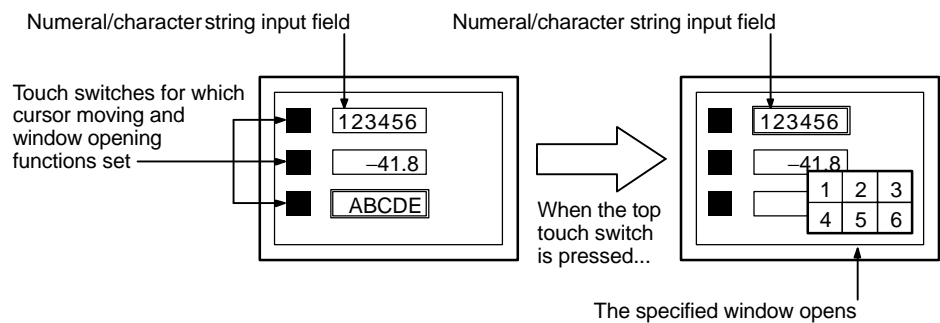 Numeral/character string input field
Numeral/character string input field
Touch switches for which
cursor moving and
window opening
functions set
123456
–41.8
ABCDE
When the top
touch switch
is pressed...
123456
–41.8
1 2 3
4 5 6
The specified window opens